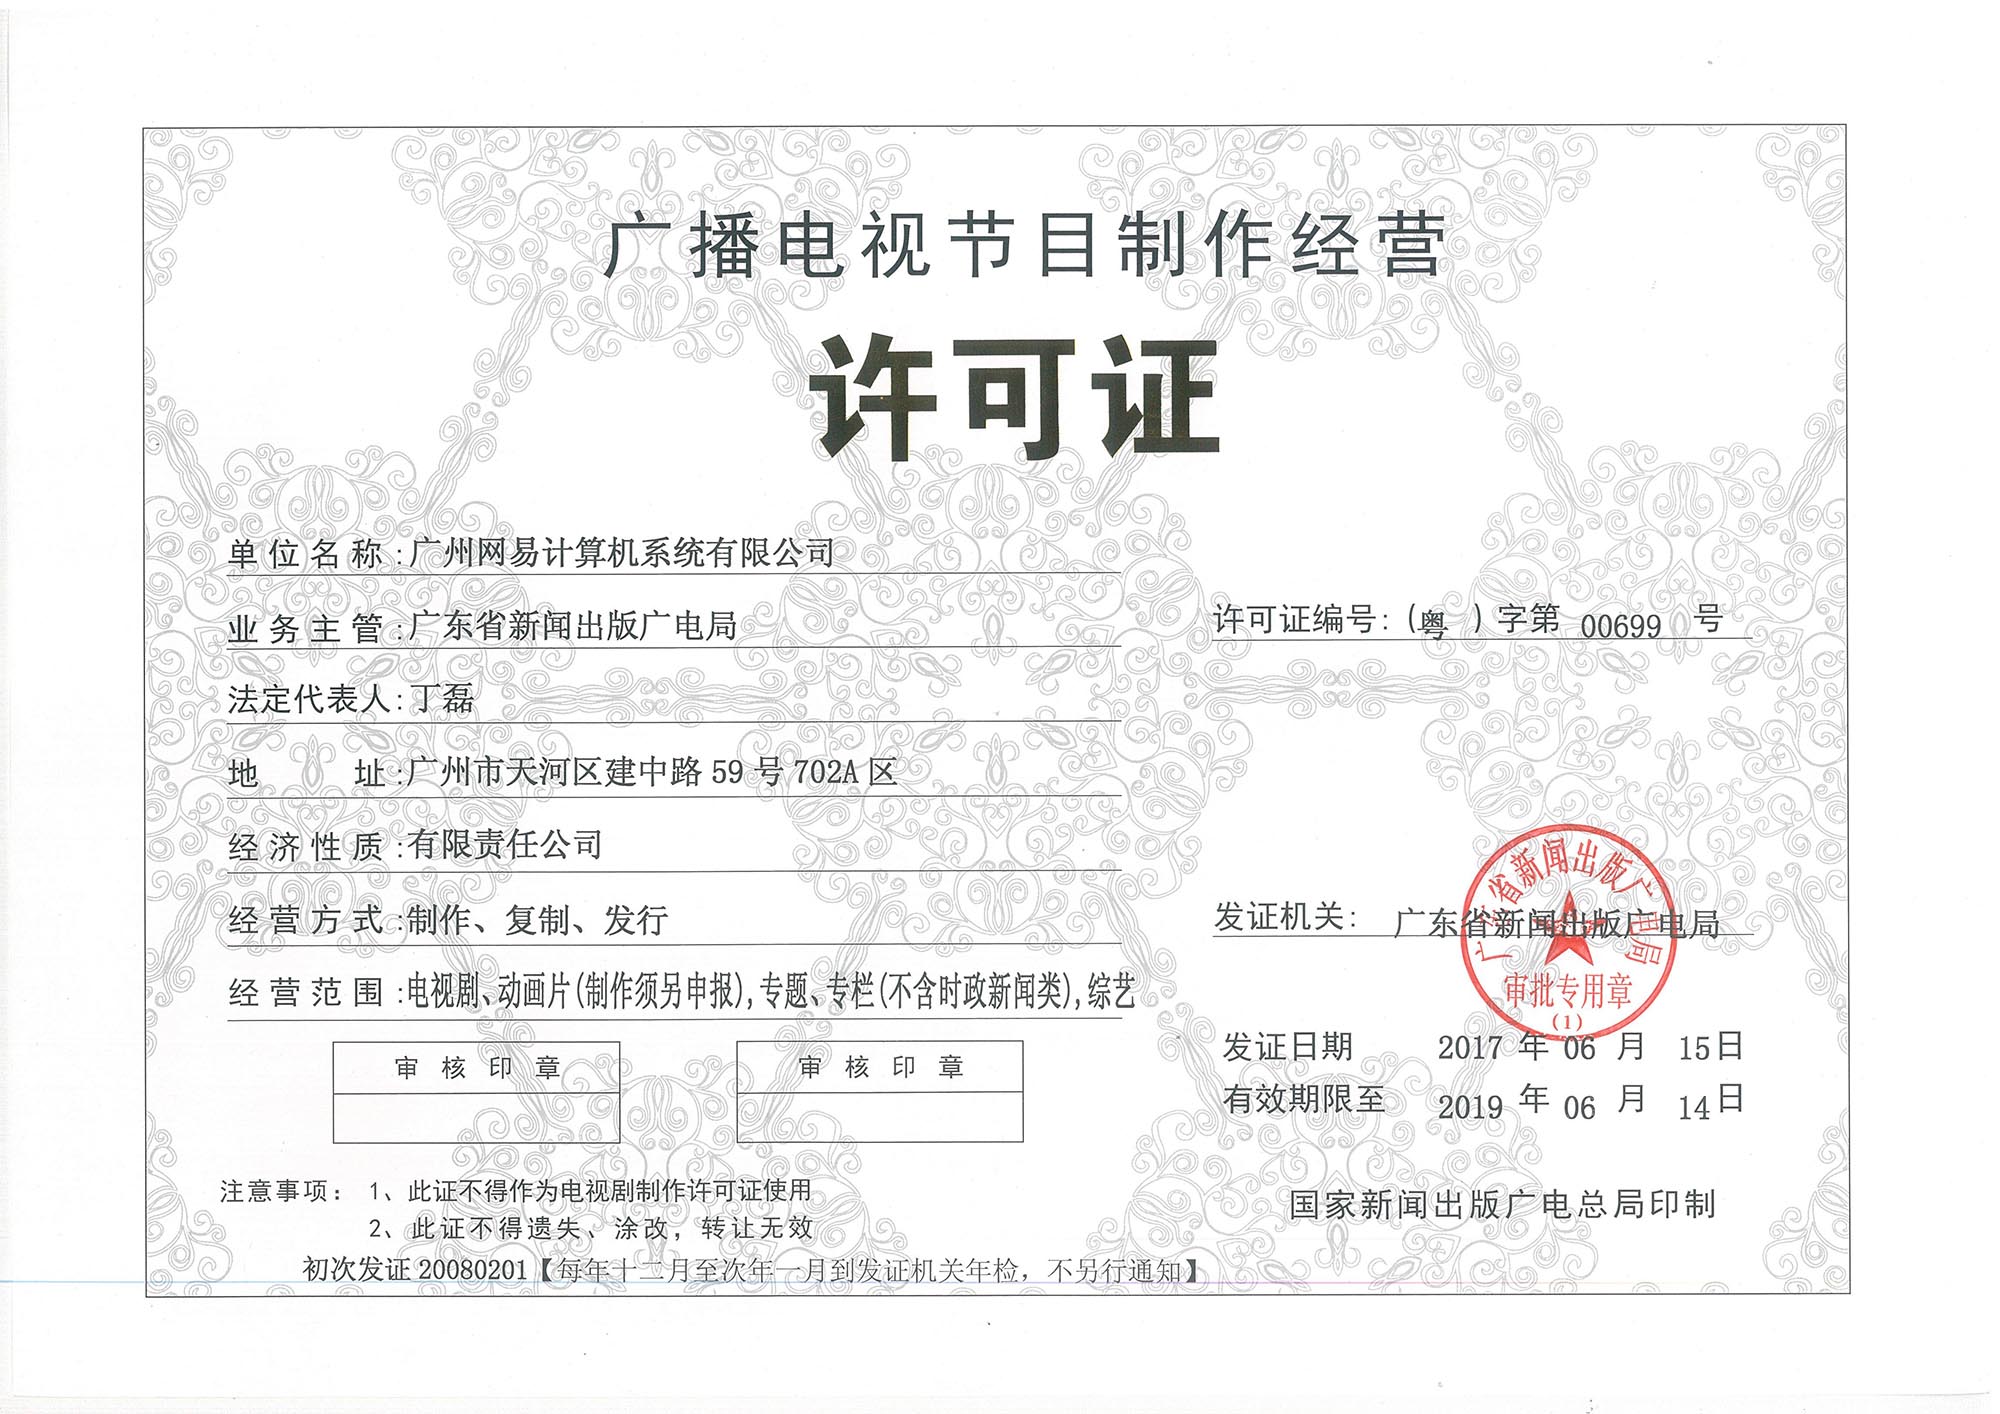 广播电视节目制作经营
许可证
单位名称:广州网易计算机系统有限公司
业务主管:广东省新闻出版广电局
法定代表人:丁磊
地 址:广州市天河区建中路 59 号 702A 区
经济性质:有限责任公司
经营方式:制作、复制、发行
经营范围:电视剧、动画片(制作须另申报),专题、专栏(不含时政新闻类),综艺
审核印章
审核印章
许可证编号:(粤 )字第 00699 号
发证机关: 广东省新闻出版广电局
广东省新闻出版广电局
审批专用章
(1)
发证日期 2017 年 06 月 15日
有效期限至 2019 年 06 月 14日
注意事项: 1、此证不得作为电视剧制作许可证使用
2、此证不得遗失、涂改,转让无效
初次发证 20080201【每年十二月至次年一月到发证机关年检,不另行通知】
国家新闻出版广电总局印制